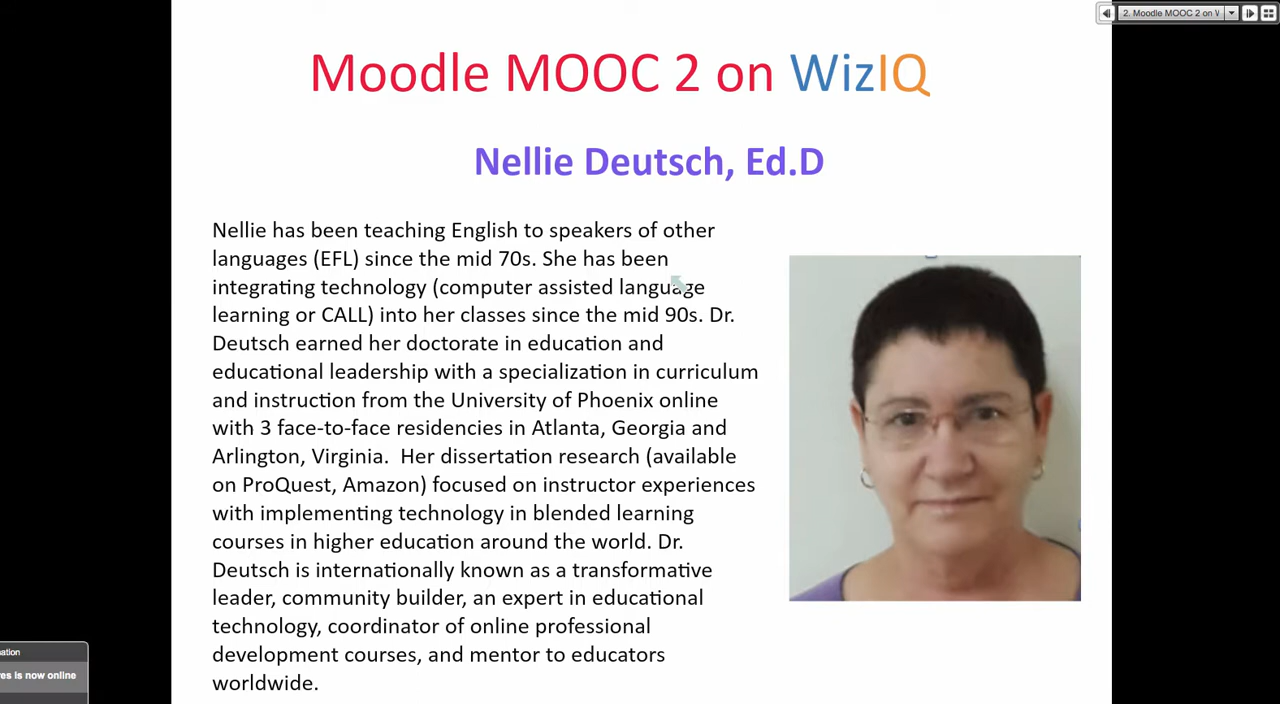 2. Moodle MOOC 2 on W
Moodle MOOC 2 on WizIQ
Nellie Deutsch, Ed.D
Nellie has been teaching English to speakers of other
languages (EFL) since the mid 70s. She has been
integrating technology (computer assisted language
learning or CALL) into her classes since the mid 90s. Dr.
Deutsch earned her doctorate in education and
educational leadership with a specialization in curriculum
and instruction from the University of Phoenix online
with 3 face-to-face residencies in Atlanta, Georgia and
Arlington, Virginia.  Her dissertation research (available
on ProQuest, Amazon) focused on instructor experiences
with implementing technology in blended learning
courses in higher education around the world. Dr.
Deutsch is internationally known as a transformative
leader, community builder, an expert in educational
technology, coordinator of online professional
development courses, and mentor to educators
worldwide.
ation
es is now online